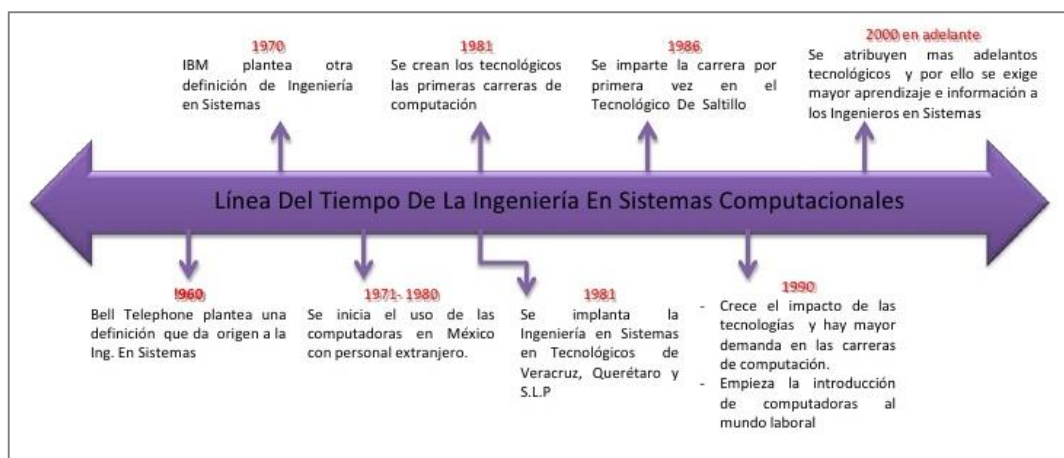 1970
IBM plantea otra
definición de Ingeniería
en Sistemas
1981
Se crean los tecnológicos
las primeras carreras de
computación
1986
Se imparte la carrera por
primera vez en el
Tecnológico De Saltillo
2000 en adelante
Se atribuyen mas adelantos
tecnológicos y por ello se exige
mayor aprendizaje e información a
los Ingenieros en Sistemas
Línea Del Tiempo De La Ingeniería En Sistemas Computacionales
!960
Bell Telephone plantea una
definición que da origen a la
Ing. En Sistemas
1971- 1980
Se inicia el uso de las
computadoras en México
con personal extranjero.
1981
Se implanta la
Ingeniería en Sistemas
en Tecnológicos de
Veracruz, Querétaro y
S.L.P
1990
- Crece el impacto de las
tecnologías y hay mayor
demanda en las carreras
de computación.
- Empieza la introducción
de computadoras al
mundo laboral